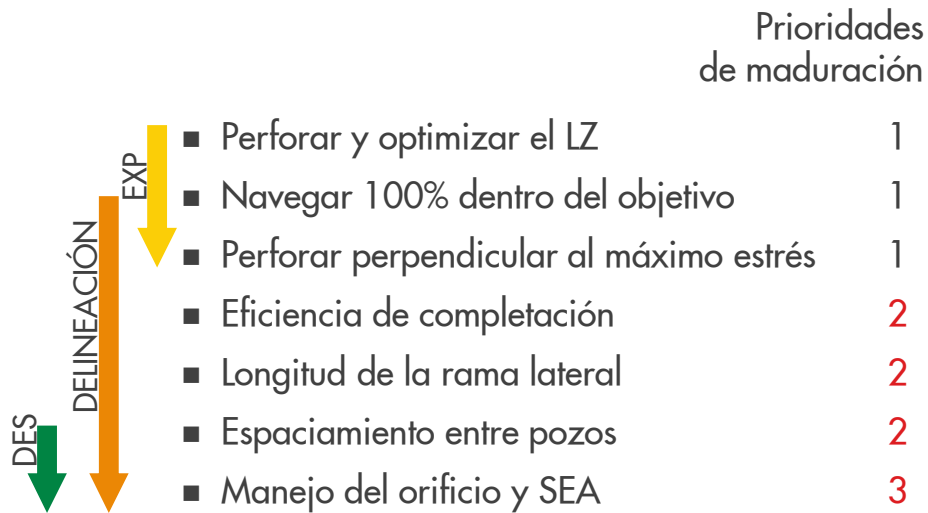 Prioridades
de maduración
EXP
DELINEACIÓN
DES
▪ Perforar y optimizar el LZ 1
▪ Navegar 100% dentro del objetivo 1
▪ Perforar perpendicular al máximo estrés 1
▪ Eficiencia de completación 2
▪ Longitud de la rama lateral 2
▪ Espaciamiento entre pozos 2
▪ Manejo del orificio y SEA 3